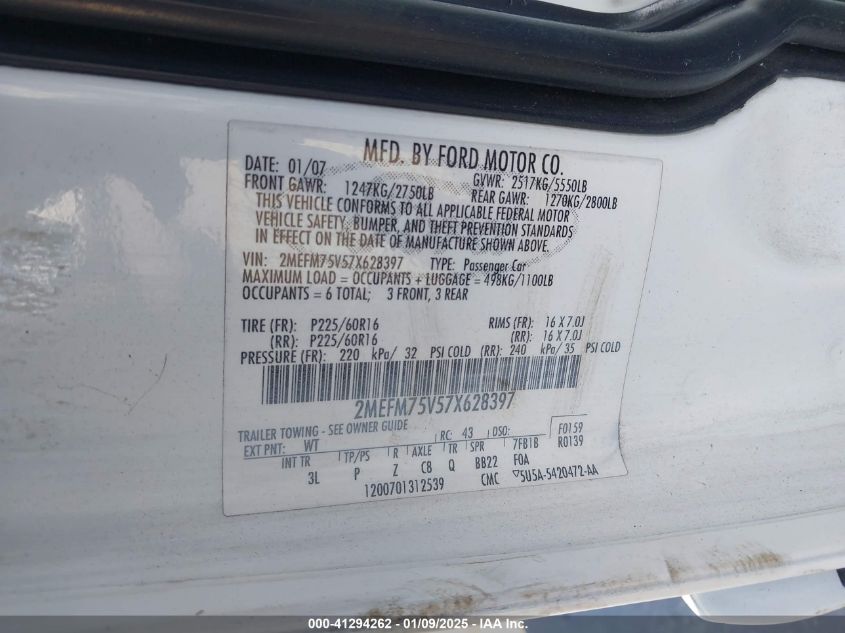 MFD. BY FORD MOTOR CO.
DATE: 01/07 GVWR: 2517KG/5550LB
FRONT GAWR: 1247KG/2750LB REAR GAWR: 1270KG/2800LB
THIS VEHICLE CONFORMS TO ALL APPLICABLE FEDERAL MOTOR
VEHICLE SAFETY, BUMPER, AND THEFT PREVENTION STANDARDS
IN EFFECT ON THE DATE OF MANUFACTURE SHOWN ABOVE.
VIN: 2MEFM75V57X628397 TYPE: Passenger Car
MAXIMUM LOAD = OCCUPANTS + LUGGAGE = 498KG/1100LB
OCCUPANTS = 6 TOTAL; 3 FRONT, 3 REAR
TIRE (FR): P225/60R16 RIMS (FR): 16 X 7.0J
(RR): P225/60R16 (RR): 16 X 7.0J
PRESSURE (FR): 220 kPa/ 32 PSI COLD (RR): 240 kPa/ 35 PSI COLD
2MEFM75V57X628397
TRAILER TOWING - SEE OWNER GUIDE RC: 43 DSO: F0159
EXT PNT: WT 7FB1B R0139
INT TR TP/PS R AXLE TR SPR
3L P Z C8 Q BB22 FOA
1200701312539 CMC ▽5U5A-5420472-AA
000-41294262 - 01/09/2025 - IAA, Inc.